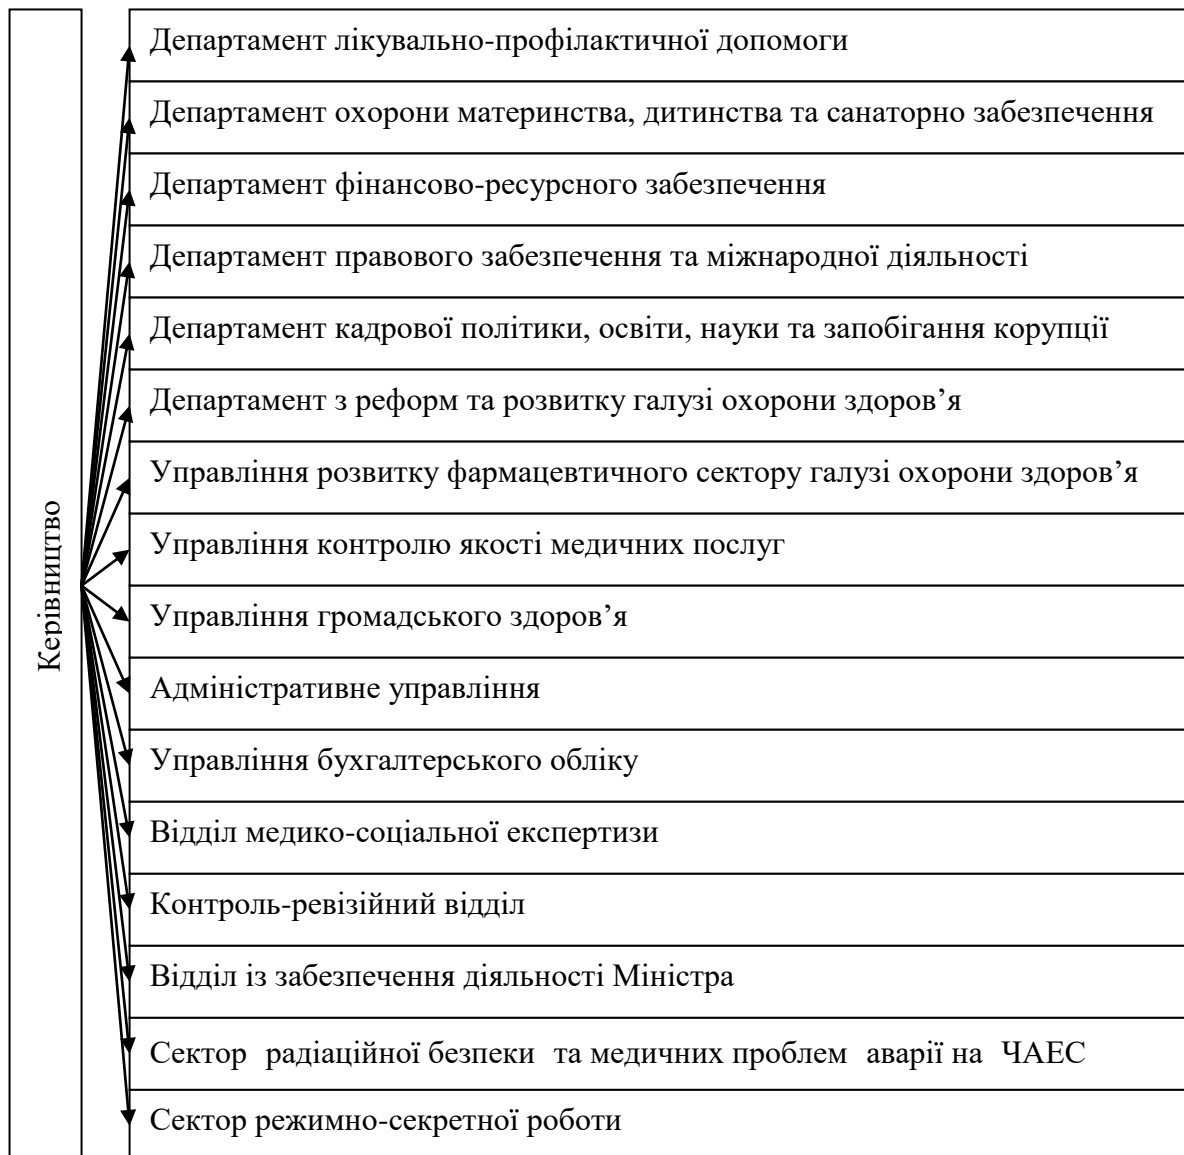 Керівництво
Департамент лікувально-профілактичної допомоги
Департамент охорони материнства, дитинства та санаторно забезпечення
Департамент фінансово-ресурсного забезпечення
Департамент правового забезпечення та міжнародної діяльності
Департамент кадрової політики, освіти, науки та запобігання корупції
Департамент з реформ та розвитку галузі охорони здоров’я
Управління розвитку фармацевтичного сектору галузі охорони здоров’я
Управління контролю якості медичних послуг
Управління громадського здоров’я
Адміністративне управління
Управління бухгалтерського обліку
Відділ медико-соціальної експертизи
Контроль-ревізійний відділ
Відділ із забезпечення діяльності Міністра
Сектор радіаційної безпеки та медичних проблем аварії на ЧАЕС
Сектор режимно-секретної роботи